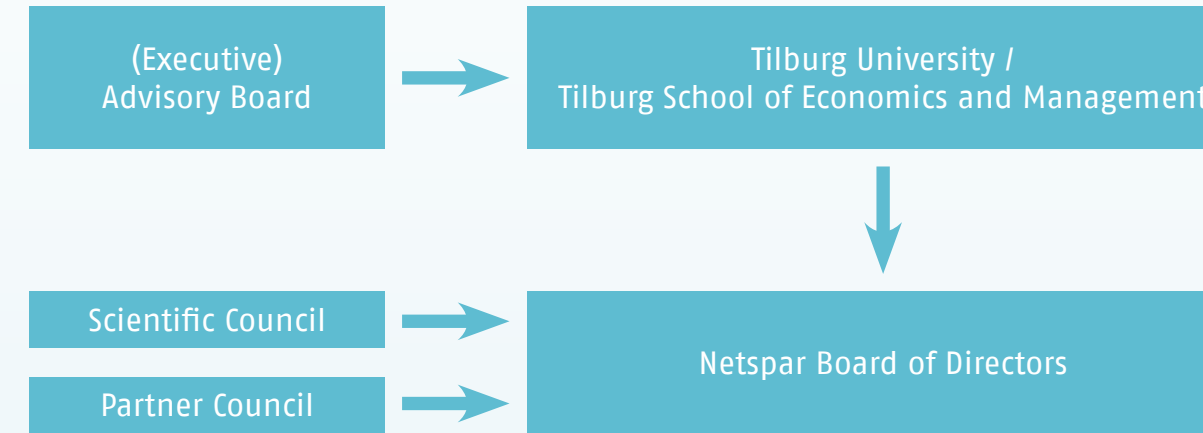 (Executive)
Advisory Board
Tilburg University /
Tilburg School of Economics and Management
Scientific Council
Partner Council
Netspar Board of Directors